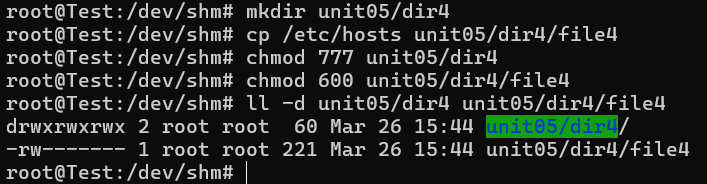 root@Test:/dev/shm# mkdir unit05/dir4
root@Test:/dev/shm# cp /etc/hosts unit05/dir4/file4
root@Test:/dev/shm# chmod 777 unit05/dir4
root@Test:/dev/shm# chmod 600 unit05/dir4/file4
root@Test:/dev/shm# ll -d unit05/dir4 unit05/dir4/file4
drwxrwxrwx 2 root root  60 Mar 26 15:44 unit05/dir4/
-rw------- 1 root root 221 Mar 26 15:44 unit05/dir4/file4
root@Test:/dev/shm#